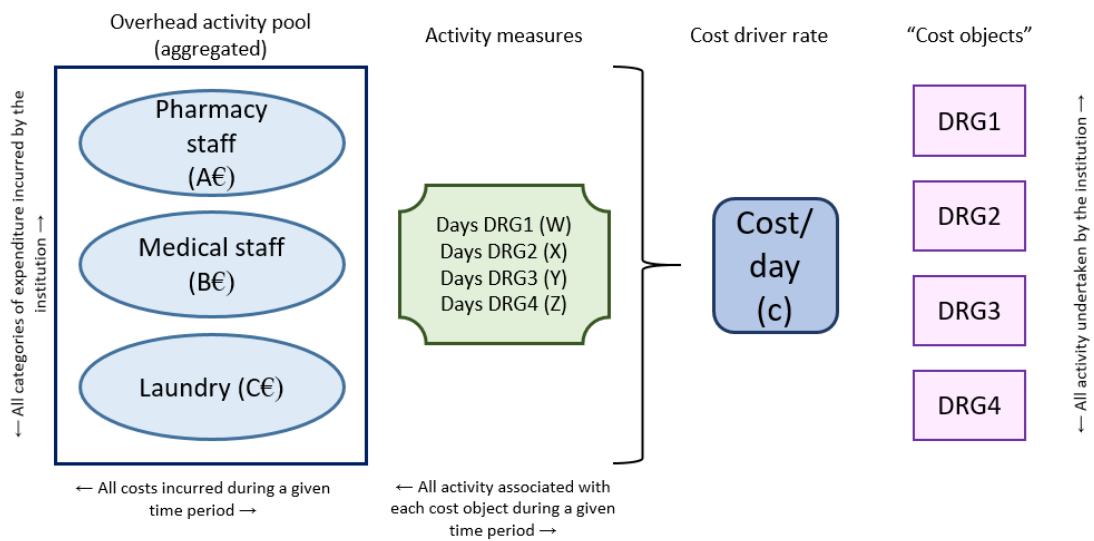 Overhead activity pool
(aggregated)
Activity measures
Cost driver rate
“Cost objects”
← All categories of expenditure incurred by the
institution →
Pharmacy
staff
(A€)
Medical staff
(B€)
Laundry (C€)
Days DRG1 (W)
Days DRG2 (X)
Days DRG3 (Y)
Days DRG4 (Z)
Cost/
day
(c)
DRG1
DRG2
DRG3
DRG4
← All activity undertaken by the institution →
← All costs incurred during a given
time period →
← All activity associated with
each cost object during a given
time period →